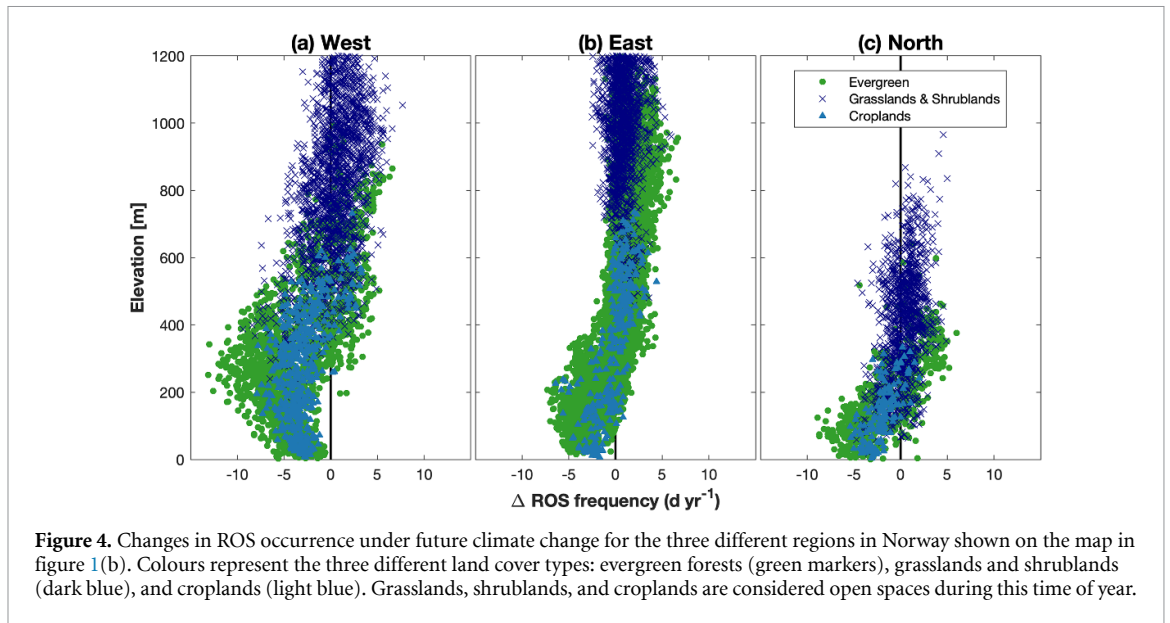 (a) West
(b) East
(c) North
1200
1000
800
600
400
200
0
Elevation [m]
Evergreen
Grasslands & Shrublands
Croplands
-10 -5 0 5 10
-10 -5 0 5 10
-10 -5 0 5 10
Δ ROS frequency (d yr⁻¹)
Figure 4. Changes in ROS occurrence under future climate change for the three different regions in Norway shown on the map in
figure 1(b). Colours represent the three different land cover types: evergreen forests (green markers), grasslands and shrublands
(dark blue), and croplands (light blue). Grasslands, shrublands, and croplands are considered open spaces during this time of year.